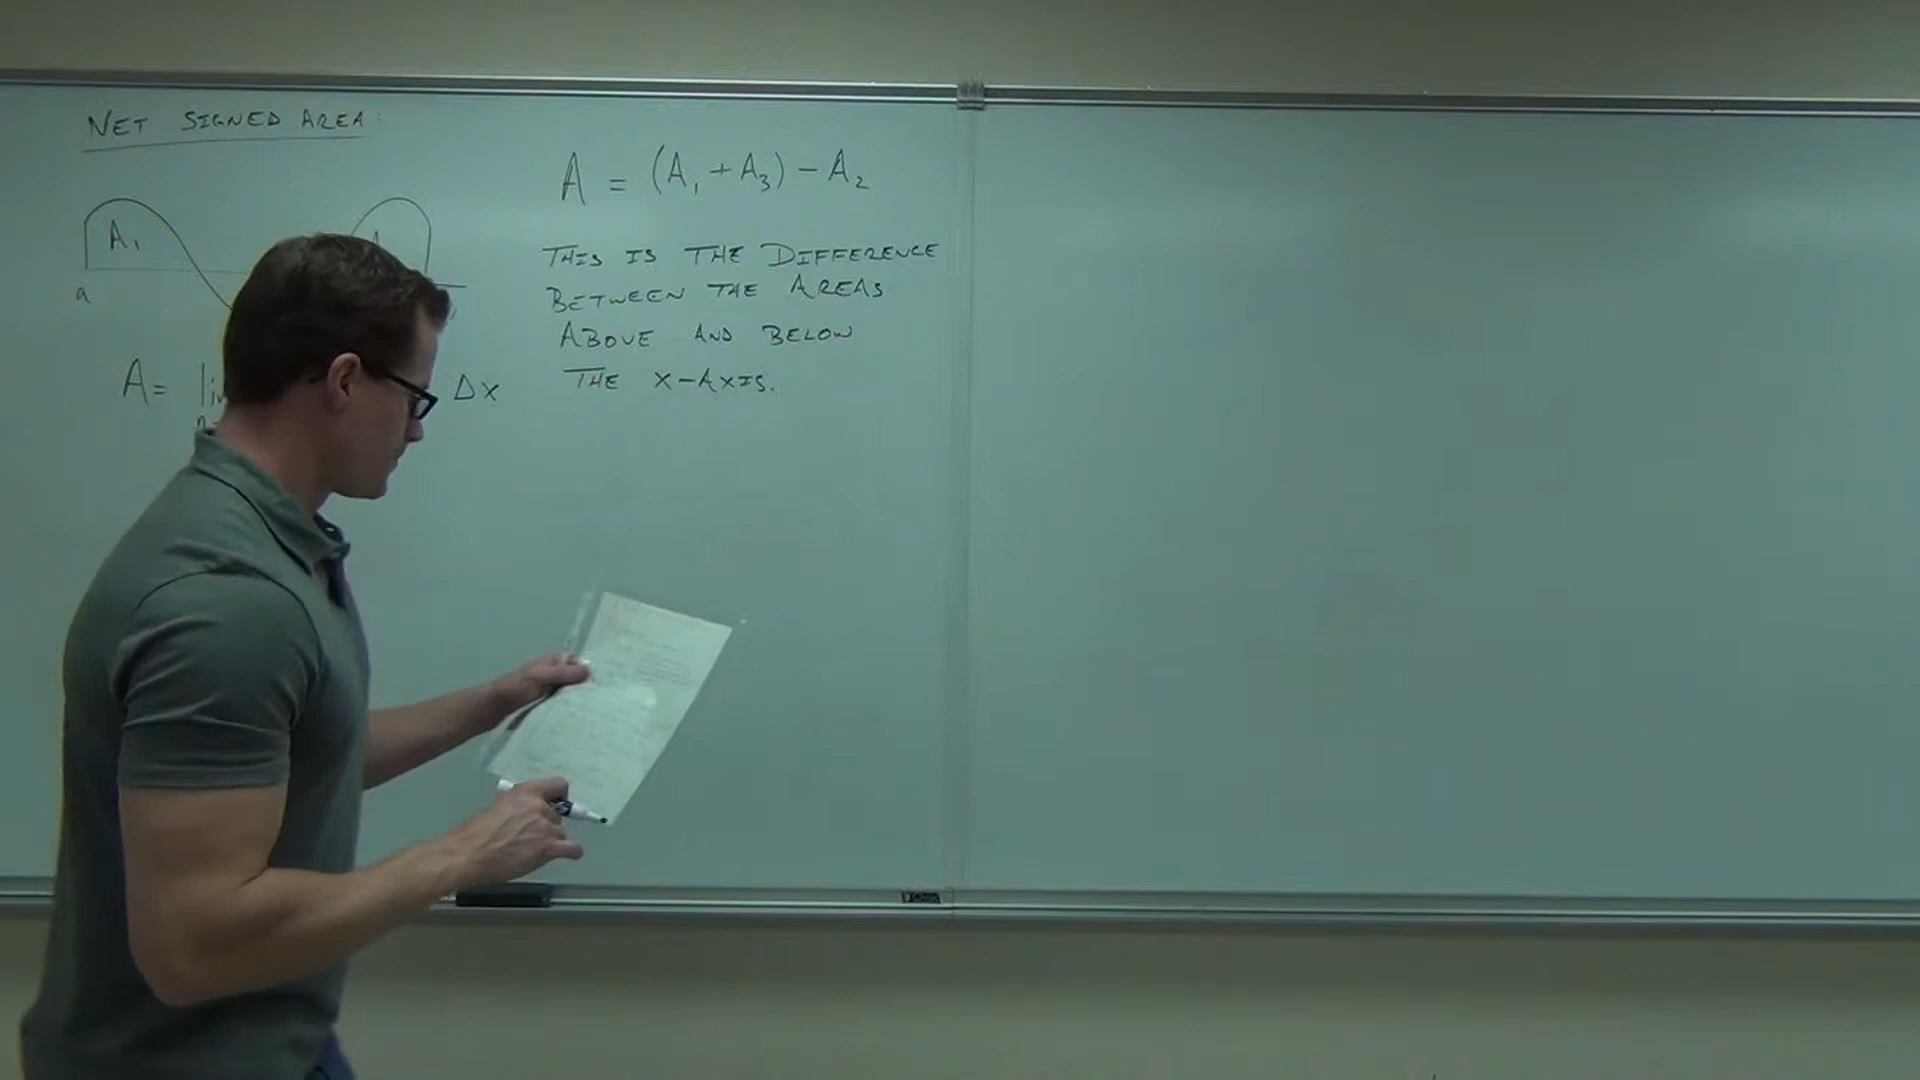 NET SIGNED AREA:
A = (A₁ + A₃) - A₂
A₁
a
THIS IS THE DIFFERENCE
BETWEEN THE AREAS
ABOVE AND BELOW
THE X-AXIS.
A = Δx